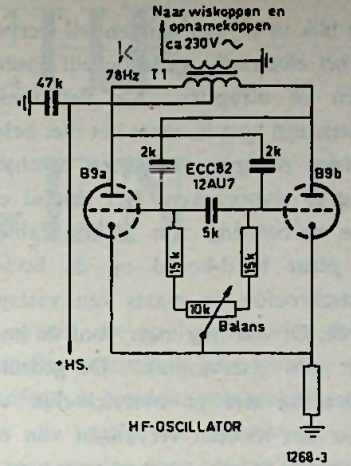 Naar wiskoppen en
opnamekoppen
ca 230V ~
78Hz T1
47k
2k ECC82 2k
12AU7
B9a B9b
5k
15k 15k
10k
Balans
+HS.
HF-OSCILLATOR
1268-3